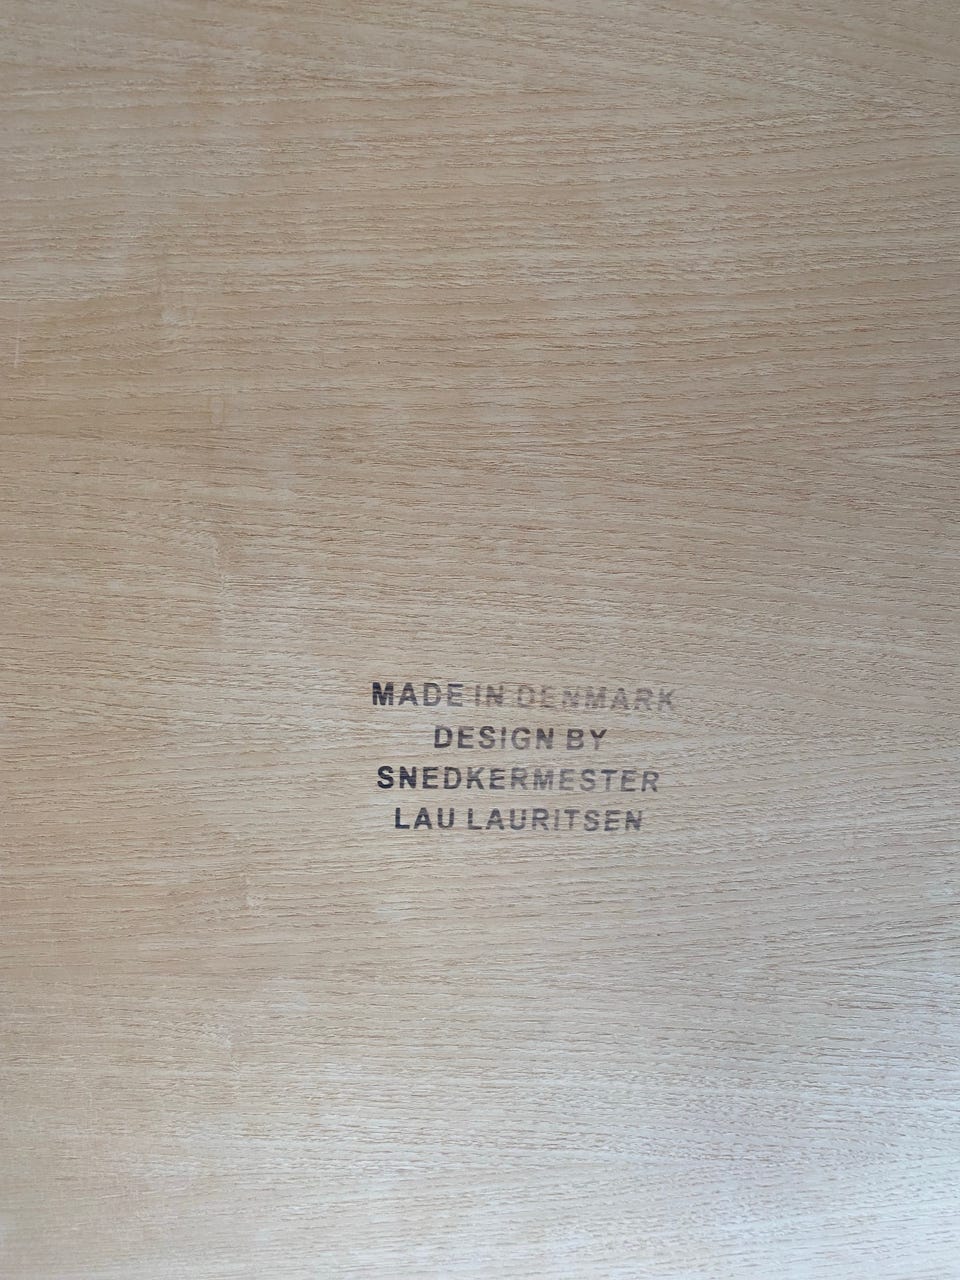 MADE IN DENMARK
DESIGN BY
SNEDKERMESTER
LAU LAURITSEN